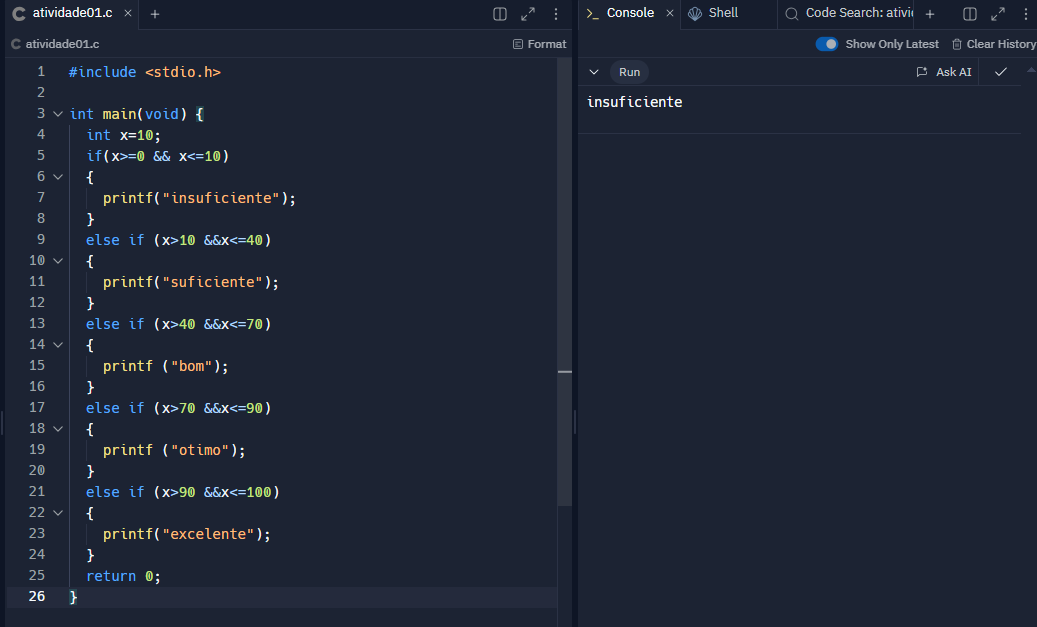 atividade01.c
atividade01.c
Format
1 #include <stdio.h>
2
3 int main(void) {
4 int x=10;
5 if(x>=0 && x<=10)
6 {
7 printf("insuficiente");
8 }
9 else if (x>10 &&x<=40)
10 {
11 printf("suficiente");
12 }
13 else if (x>40 &&x<=70)
14 {
15 printf ("bom");
16 }
17 else if (x>70 &&x<=90)
18 {
19 printf ("otimo");
20 }
21 else if (x>90 &&x<=100)
22 {
23 printf("excelente");
24 }
25 return 0;
26 }
Console
Shell
Code Search: ativi
Show Only Latest
Clear History
Run
Ask AI
insuficiente